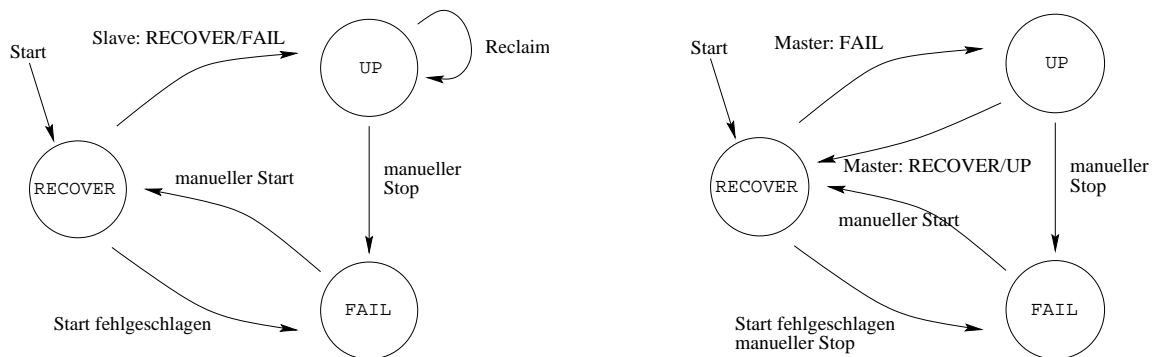 Start
Slave: RECOVER/FAIL
UP
Reclaim
RECOVER
manueller Start
manueller
Stop
FAIL
Start fehlgeschlagen
Start
Master: FAIL
UP
RECOVER
Master: RECOVER/UP
manueller
Stop
manueller Start
FAIL
Start fehlgeschlagen
manueller Stop